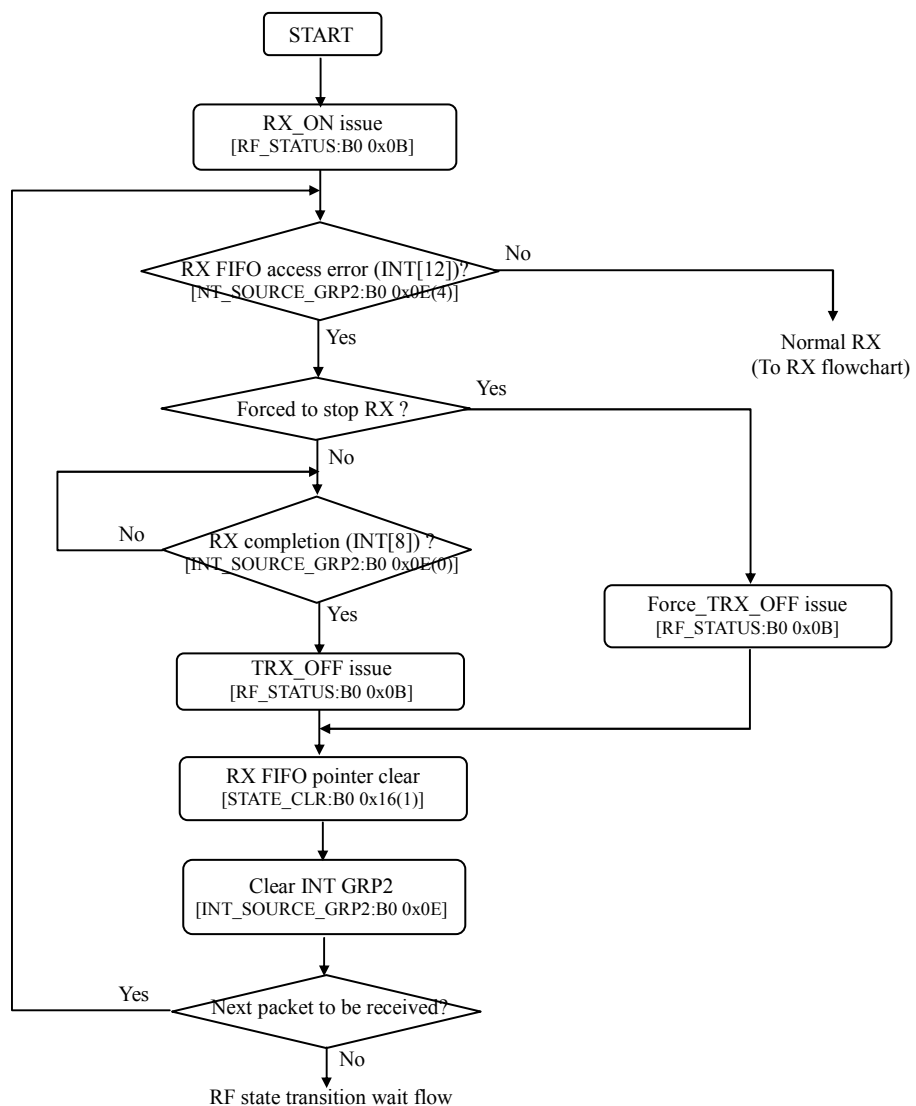 START
RX_ON issue
[RF_STATUS:B0 0x0B]
RX FIFO access error (INT[12])?
[NT_SOURCE_GRP2:B0 0x0E(4)]
No
Normal RX
(To RX flowchart)
Yes
Forced to stop RX ?
Yes
No
RX completion (INT[8]) ?
[INT_SOURCE_GRP2:B0 0x0E(0)]
No
Yes
Force_TRX_OFF issue
[RF_STATUS:B0 0x0B]
TRX_OFF issue
[RF_STATUS:B0 0x0B]
RX FIFO pointer clear
[STATE_CLR:B0 0x16(1)]
Clear INT GRP2
[INT_SOURCE_GRP2:B0 0x0E]
Yes
Next packet to be received?
No
RF state transition wait flow